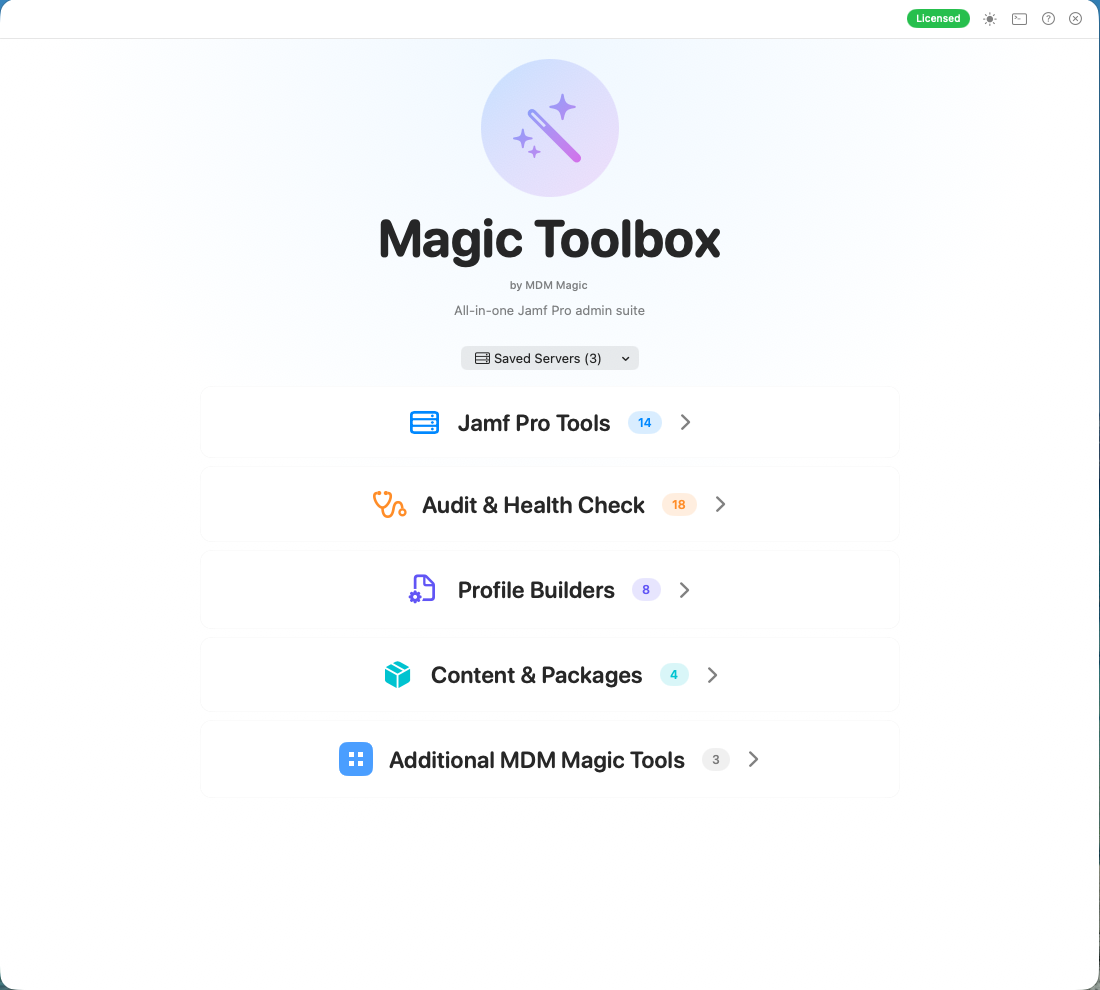 Licensed
Magic Toolbox
by MDM Magic
All-in-one Jamf Pro admin suite
Saved Servers (3)
Jamf Pro Tools 14
Audit & Health Check 18
Profile Builders 8
Content & Packages 4
Additional MDM Magic Tools 3